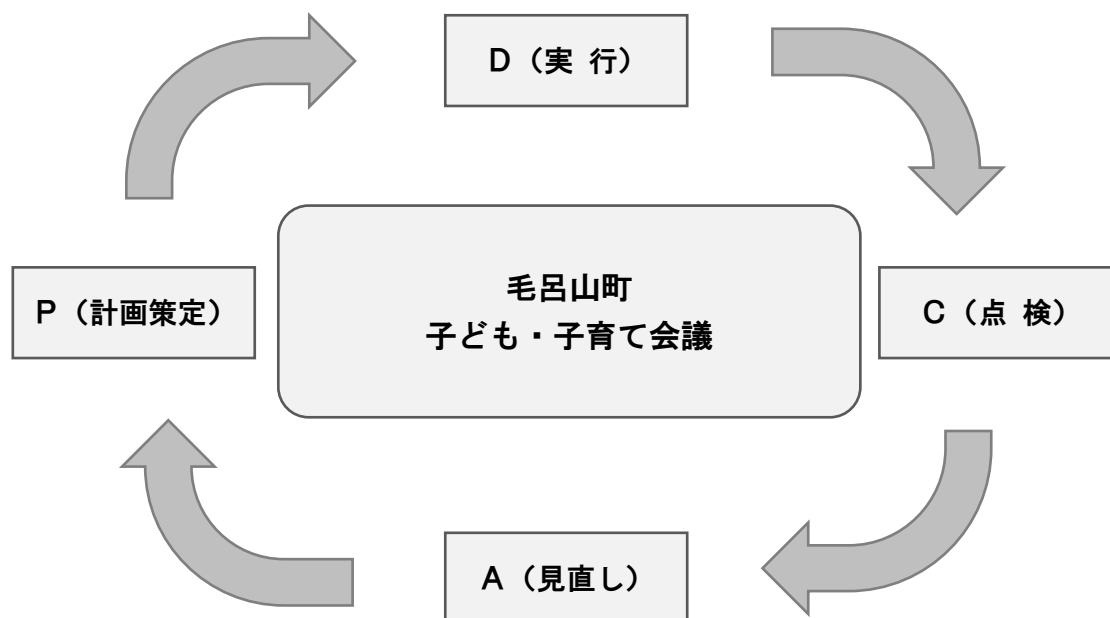 D（実 行）
毛呂山町
子ども・子育て会議
P（計画策定）
C（点 検）
A（見直し）